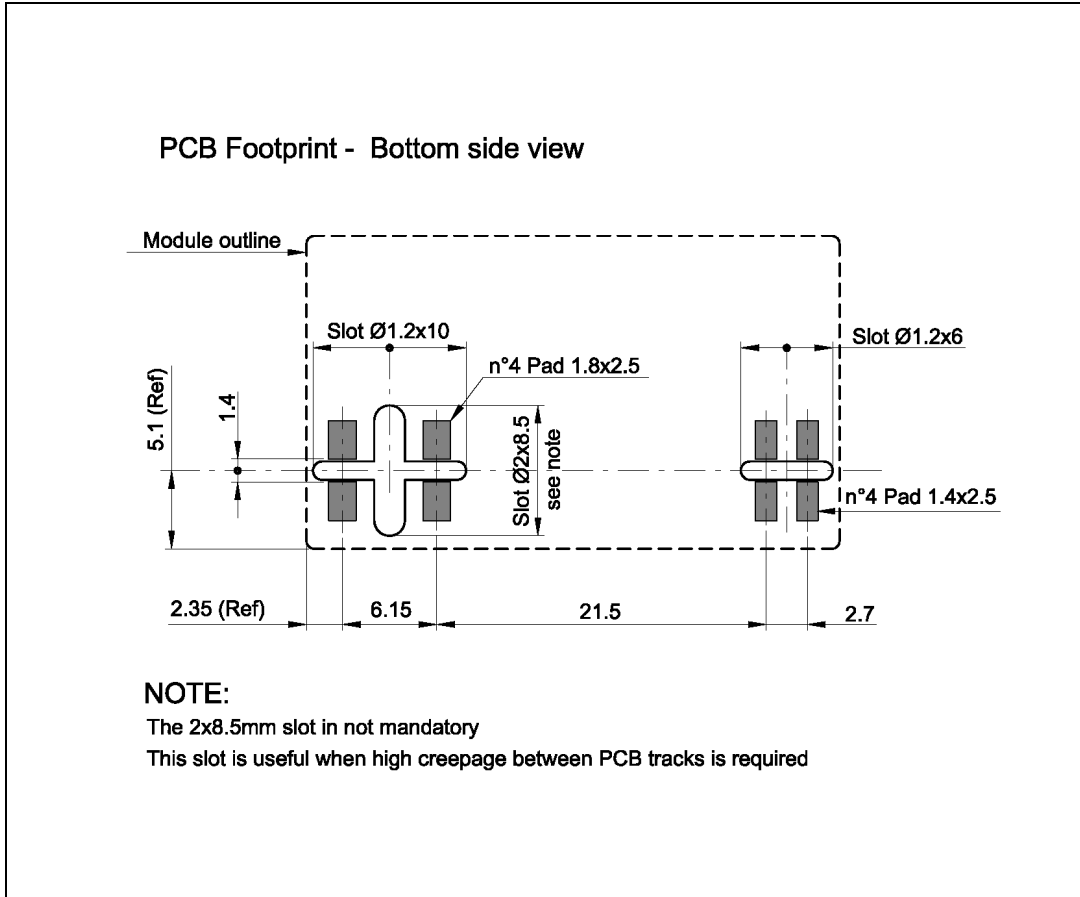 PCB Footprint - Bottom side view
Module outline
Slot Ø1.2x10
Slot Ø1.2x6
n°4 Pad 1.8x2.5
5.1 (Ref)
1.4
Slot Ø2x8.5
see note
n°4 Pad 1.4x2.5
2.35 (Ref)
6.15
21.5
2.7
NOTE:
The 2x8.5mm slot in not mandatory
This slot is useful when high creepage between PCB tracks is required